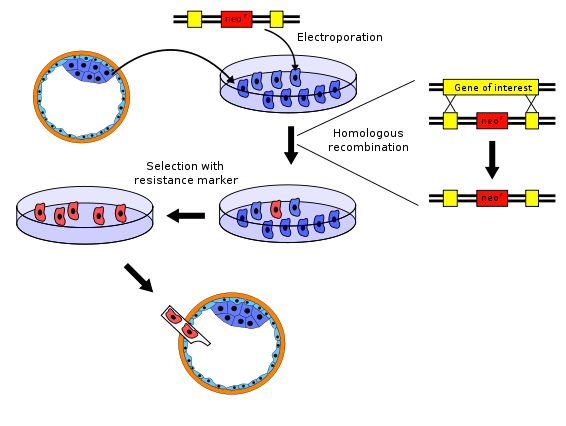 neoʳ
Electroporation
Gene of interest
neoʳ
Homologous
recombination
Selection with
resistance marker
neoʳ